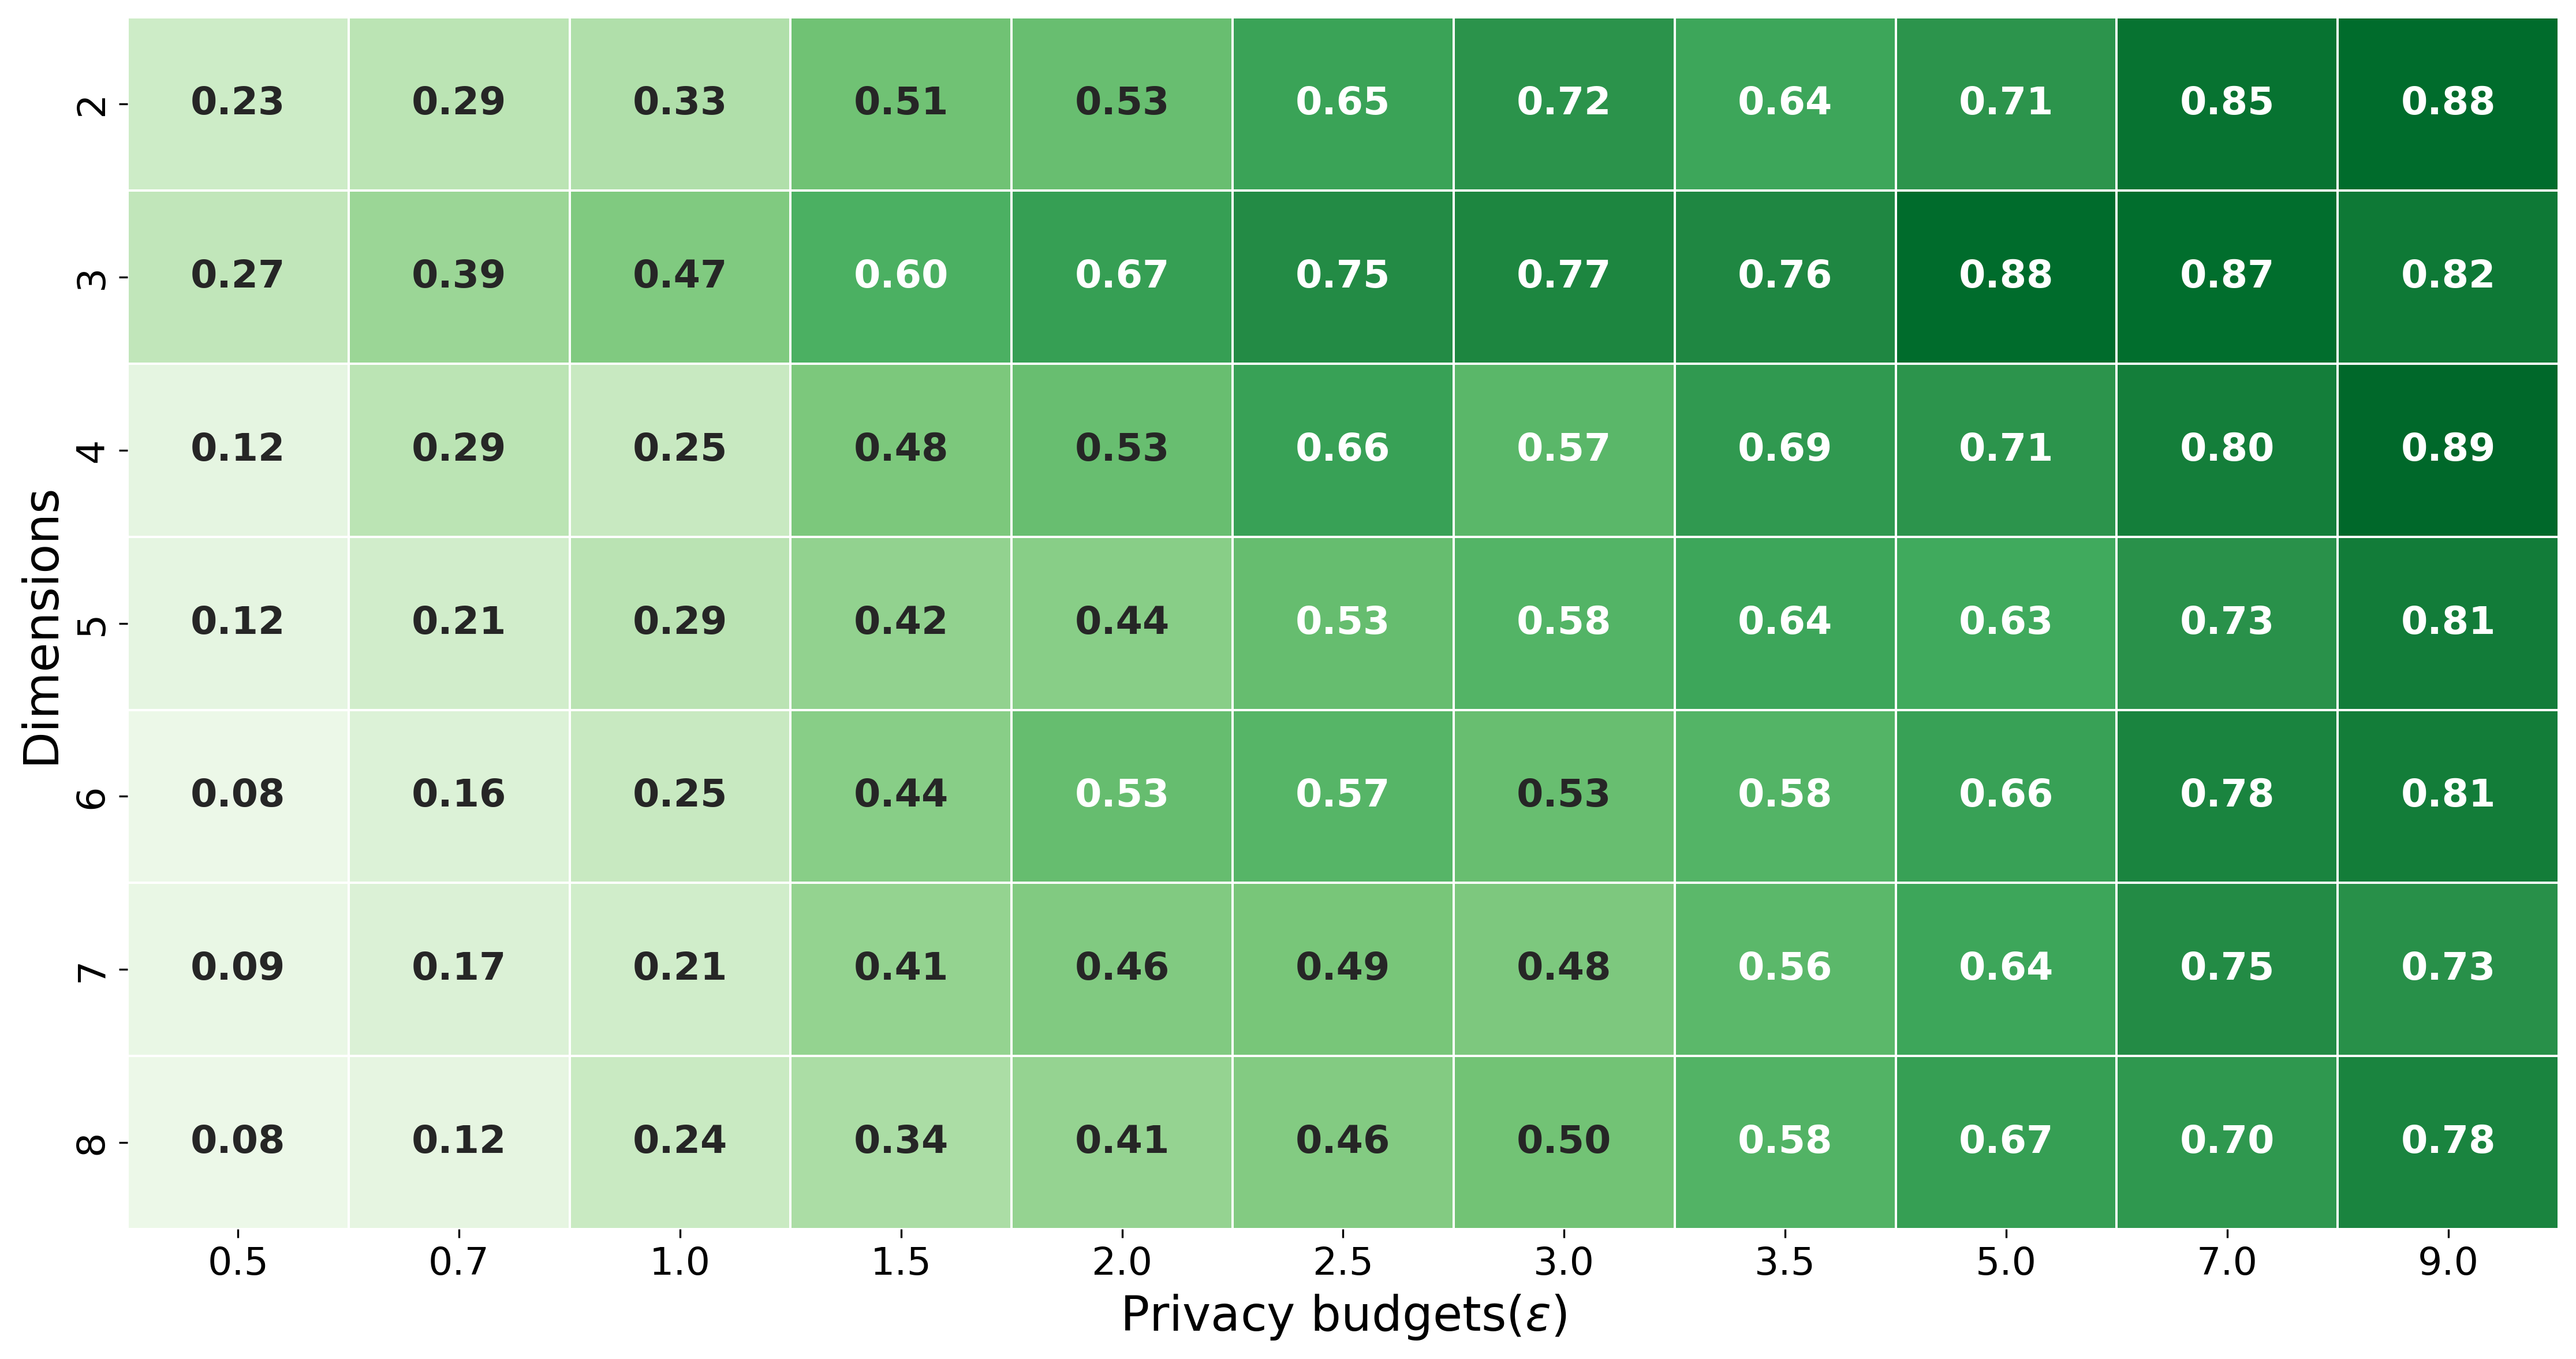 2 0.23 0.29 0.33 0.51 0.53 0.65 0.72 0.64 0.71 0.85 0.88
3 0.27 0.39 0.47 0.60 0.67 0.75 0.77 0.76 0.88 0.87 0.82
4 0.12 0.29 0.25 0.48 0.53 0.66 0.57 0.69 0.71 0.80 0.89
Dimensions
5 0.12 0.21 0.29 0.42 0.44 0.53 0.58 0.64 0.63 0.73 0.81
6 0.08 0.16 0.25 0.44 0.53 0.57 0.53 0.58 0.66 0.78 0.81
7 0.09 0.17 0.21 0.41 0.46 0.49 0.48 0.56 0.64 0.75 0.73
8 0.08 0.12 0.24 0.34 0.41 0.46 0.50 0.58 0.67 0.70 0.78
0.5 0.7 1.0 1.5 2.0 2.5 3.0 3.5 5.0 7.0 9.0
Privacy budgets(ε)